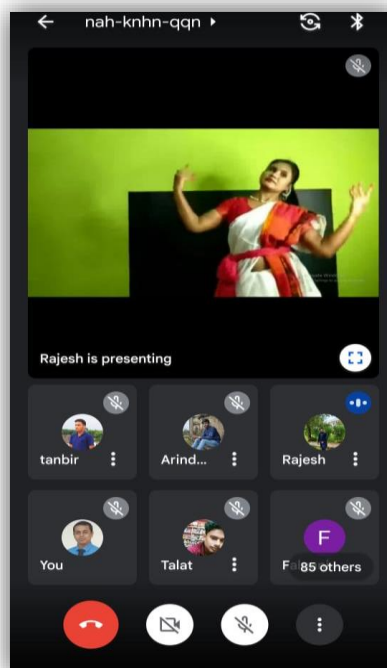 nah-knhn-qqn
Rajesh is presenting
tanbir
Arind...
Rajesh
You
Talat
F
85 others